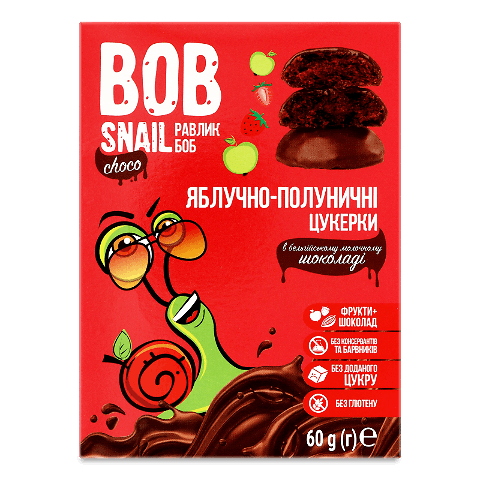 BOB
SNAIL
РАВЛИК
БОБ
choco
ЯБЛУЧНО-ПОЛУНИЧНІ
ЦУКЕРКИ
в бельгійському молочному
шоколаді
ФРУКТИ+
ШОКОЛАД
БЕЗ КОНСЕРВАНТІВ
ТА БАРВНИКІВ
БЕЗ ДОДАНОГО
ЦУКРУ
БЕЗ ГЛЮТЕНУ
60 g (г) ℮